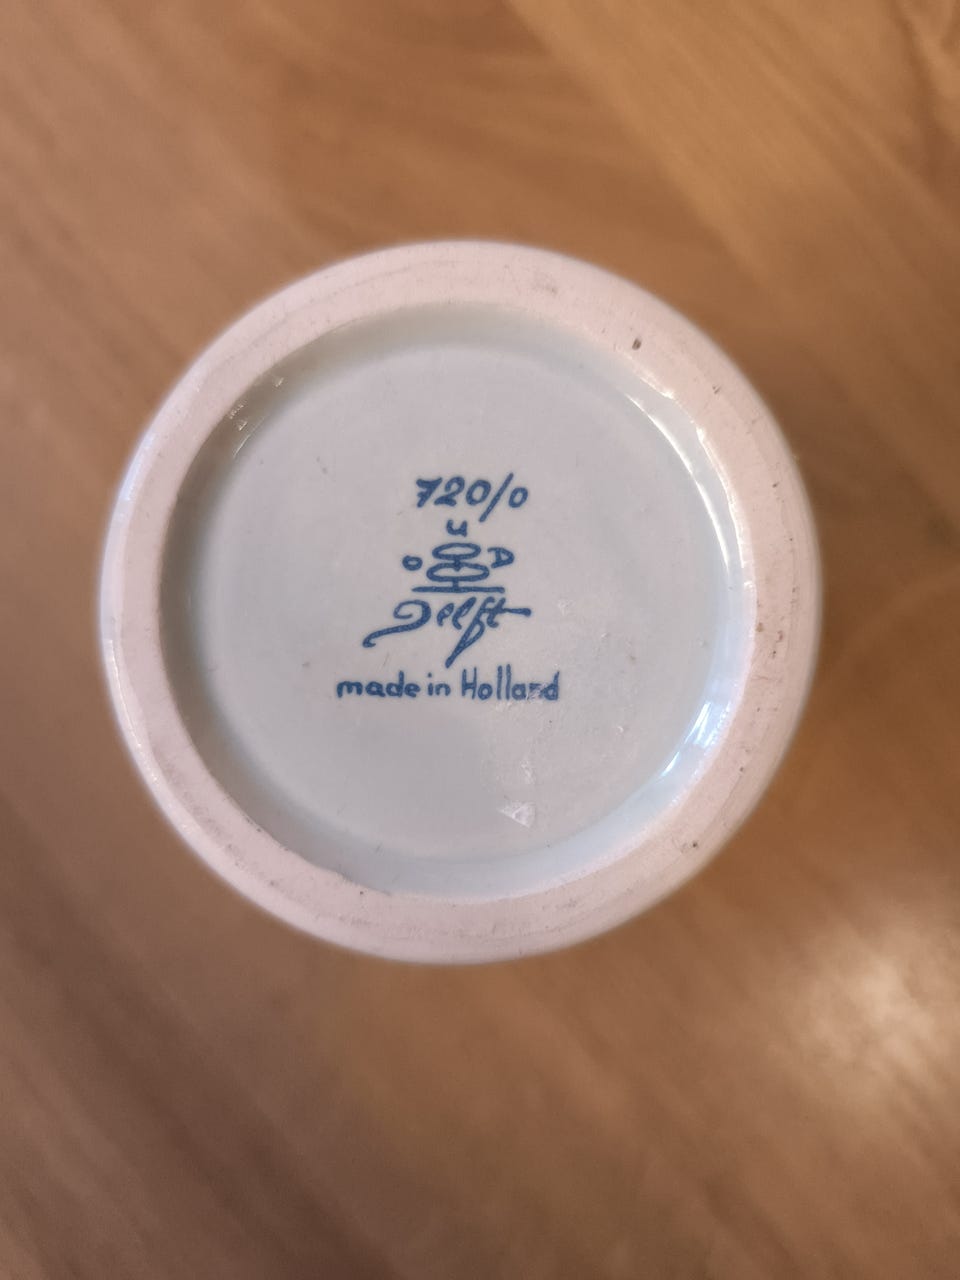 720/0
u
O D
Delft
made in Holland